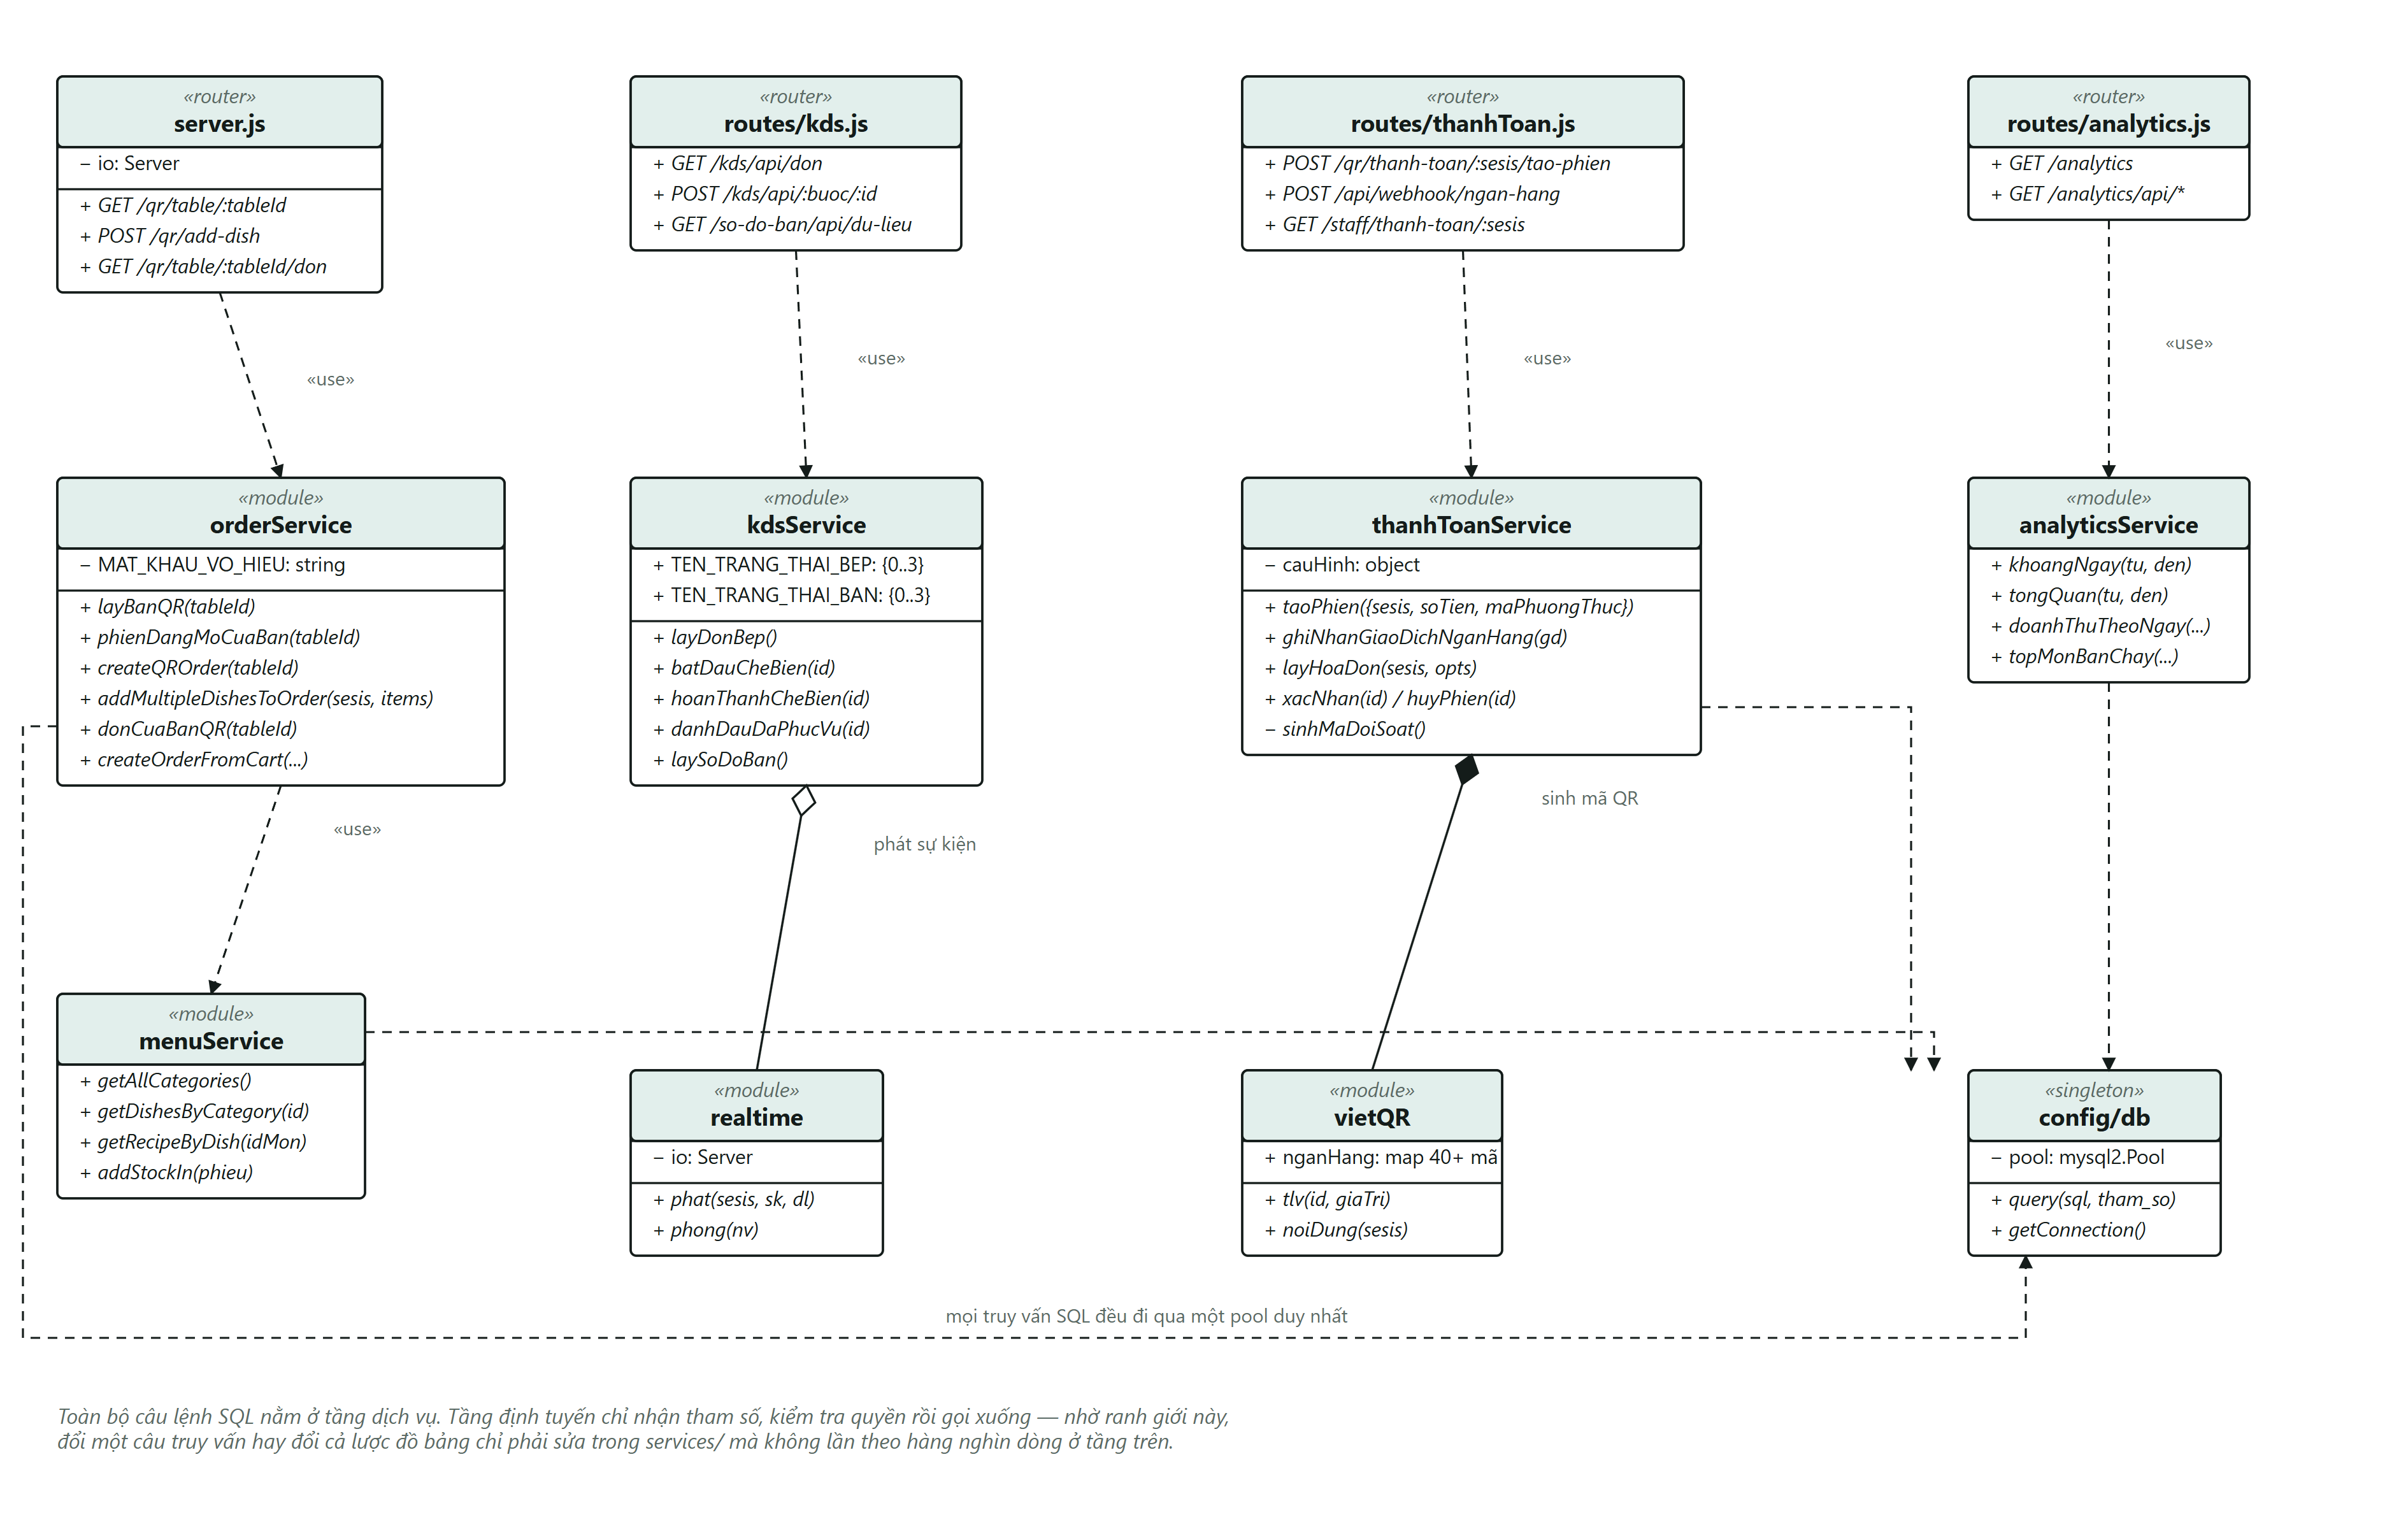 «router»
server.js
− io: Server
+ GET /qr/table/:tableId
+ POST /qr/add-dish
+ GET /qr/table/:tableId/don
«router»
routes/kds.js
+ GET /kds/api/don
+ POST /kds/api/:buoc/:id
+ GET /so-do-ban/api/du-lieu
«router»
routes/thanhToan.js
+ POST /qr/thanh-toan/:sesis/tao-phien
+ POST /api/webhook/ngan-hang
+ GET /staff/thanh-toan/:sesis
«router»
routes/analytics.js
+ GET /analytics
+ GET /analytics/api/*
«use»
«use»
«use»
«use»
«module»
orderService
− MAT_KHAU_VO_HIEU: string
+ layBanQR(tableId)
+ phienDangMoCuaBan(tableId)
+ createQROrder(tableId)
+ addMultipleDishesToOrder(sesis, items)
+ donCuaBanQR(tableId)
+ createOrderFromCart(...)
«module»
kdsService
+ TEN_TRANG_THAI_BEP: {0..3}
+ TEN_TRANG_THAI_BAN: {0..3}
+ layDonBep()
+ batDauCheBien(id)
+ hoanThanhCheBien(id)
+ danhDauDaPhucVu(id)
+ laySoDoBan()
«module»
thanhToanService
− cauHinh: object
+ taoPhien({sesis, soTien, maPhuongThuc})
+ ghiNhanGiaoDichNganHang(gd)
+ layHoaDon(sesis, opts)
+ xacNhan(id) / huyPhien(id)
− sinhMaDoiSoat()
«module»
analyticsService
+ khoangNgay(tu, den)
+ tongQuan(tu, den)
+ doanhThuTheoNgay(...)
+ topMonBanChay(...)
«use»
phát sự kiện
sinh mã QR
«module»
menuService
+ getAllCategories()
+ getDishesByCategory(id)
+ getRecipeByDish(idMon)
+ addStockIn(phieu)
«module»
realtime
− io: Server
+ phat(sesis, sk, dl)
+ phong(nv)
«module»
vietQR
+ nganHang: map 40+ mã
+ tlv(id, giaTri)
+ noiDung(sesis)
«singleton»
config/db
− pool: mysql2.Pool
+ query(sql, tham_so)
+ getConnection()
mọi truy vấn SQL đều đi qua một pool duy nhất
Toàn bộ câu lệnh SQL nằm ở tầng dịch vụ. Tầng định tuyến chỉ nhận tham số, kiểm tra quyền rồi gọi xuống — nhờ ranh giới này,
đổi một câu truy vấn hay đổi cả lược đồ bảng chỉ phải sửa trong services/ mà không lần theo hàng nghìn dòng ở tầng trên.